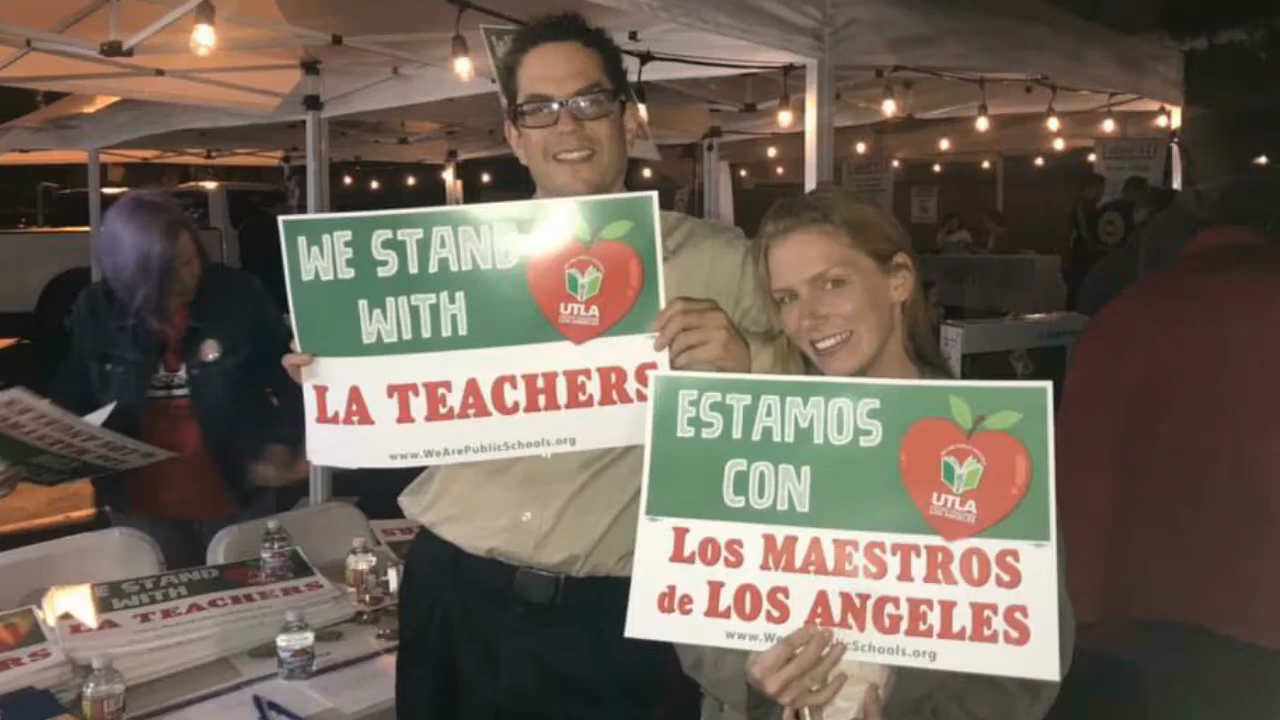 WE STAND
WITH
UTLA
LA TEACHERS
www.WeArePublicSchools.org
ESTAMOS
CON
UTLA
LOS MAESTROS
de LOS ANGELES
E STAND
WITH
LA TEACHERS
RS